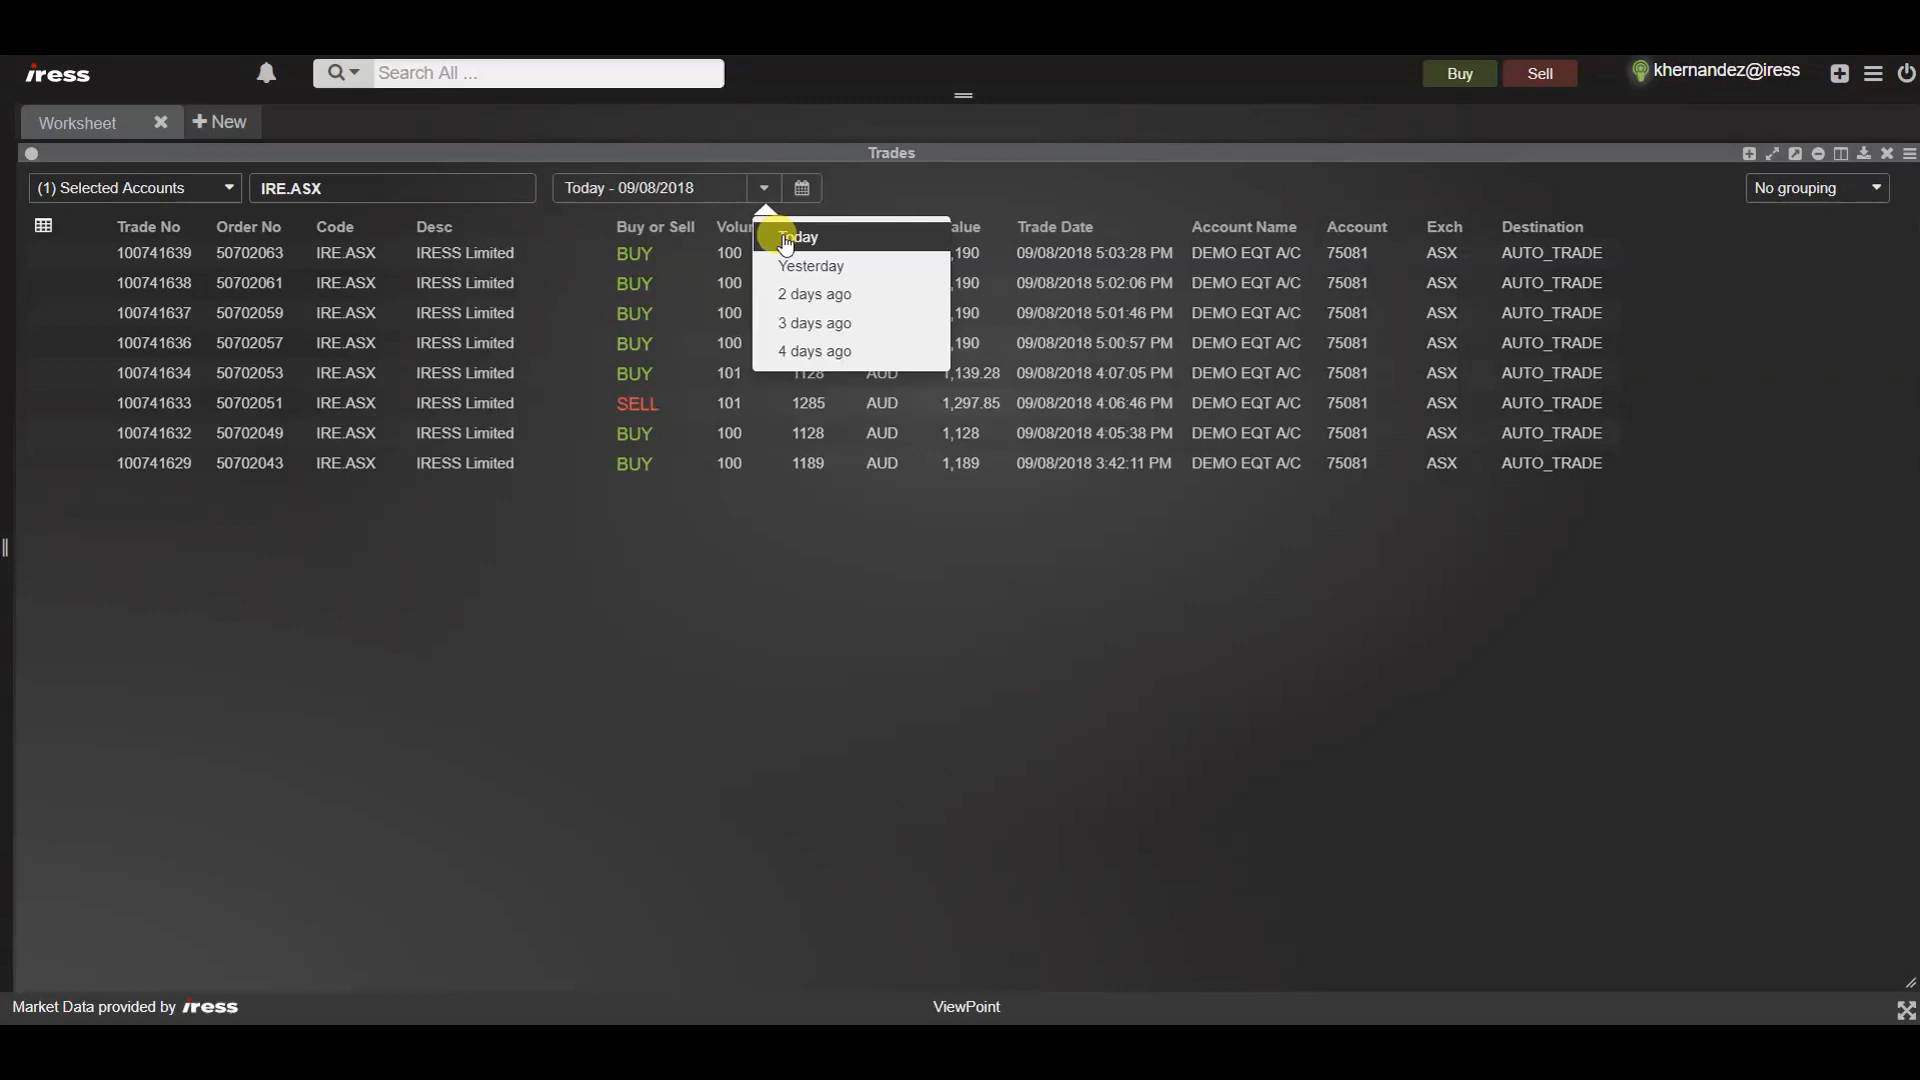 iress Search All ... Buy Sell khernandez@iress
Worksheet New
Trades
(1) Selected Accounts IRE.ASX Today - 09/08/2018 No grouping
Trade No Order No Code Desc Buy or Sell Trade Date Account Name Account Exch Destination
100741639 50702063 IRE.ASX IRESS Limited BUY 100 ,190 09/08/2018 5:03:28 PM DEMO EQT A/C 75081 ASX AUTO_TRADE
100741638 50702061 IRE.ASX IRESS Limited BUY 100 ,190 09/08/2018 5:02:06 PM DEMO EQT A/C 75081 ASX AUTO_TRADE
100741637 50702059 IRE.ASX IRESS Limited BUY 100 ,190 09/08/2018 5:01:46 PM DEMO EQT A/C 75081 ASX AUTO_TRADE
100741636 50702057 IRE.ASX IRESS Limited BUY 100 ,190 09/08/2018 5:00:57 PM DEMO EQT A/C 75081 ASX AUTO_TRADE
100741634 50702053 IRE.ASX IRESS Limited BUY 101 1128 AUD 1,139.28 09/08/2018 4:07:05 PM DEMO EQT A/C 75081 ASX AUTO_TRADE
100741633 50702051 IRE.ASX IRESS Limited SELL 101 1285 AUD 1,297.85 09/08/2018 4:06:46 PM DEMO EQT A/C 75081 ASX AUTO_TRADE
100741632 50702049 IRE.ASX IRESS Limited BUY 100 1128 AUD 1,128 09/08/2018 4:05:38 PM DEMO EQT A/C 75081 ASX AUTO_TRADE
100741629 50702043 IRE.ASX IRESS Limited BUY 100 1189 AUD 1,189 09/08/2018 3:42:11 PM DEMO EQT A/C 75081 ASX AUTO_TRADE
Today
Yesterday
2 days ago
3 days ago
4 days ago
Market Data provided by iress ViewPoint